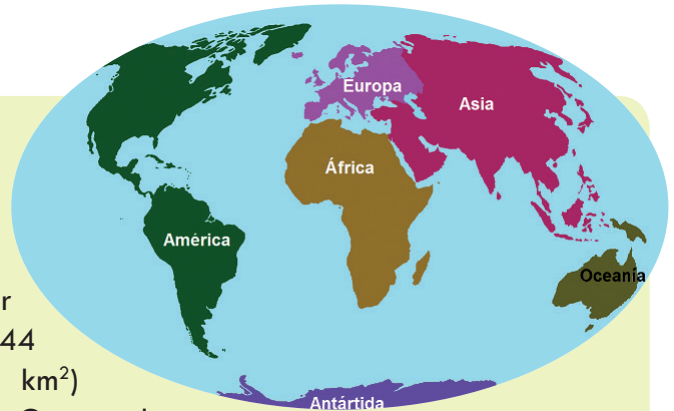 Europa
Asia
África
América
Oceanía
r
44
km²)
Antártida